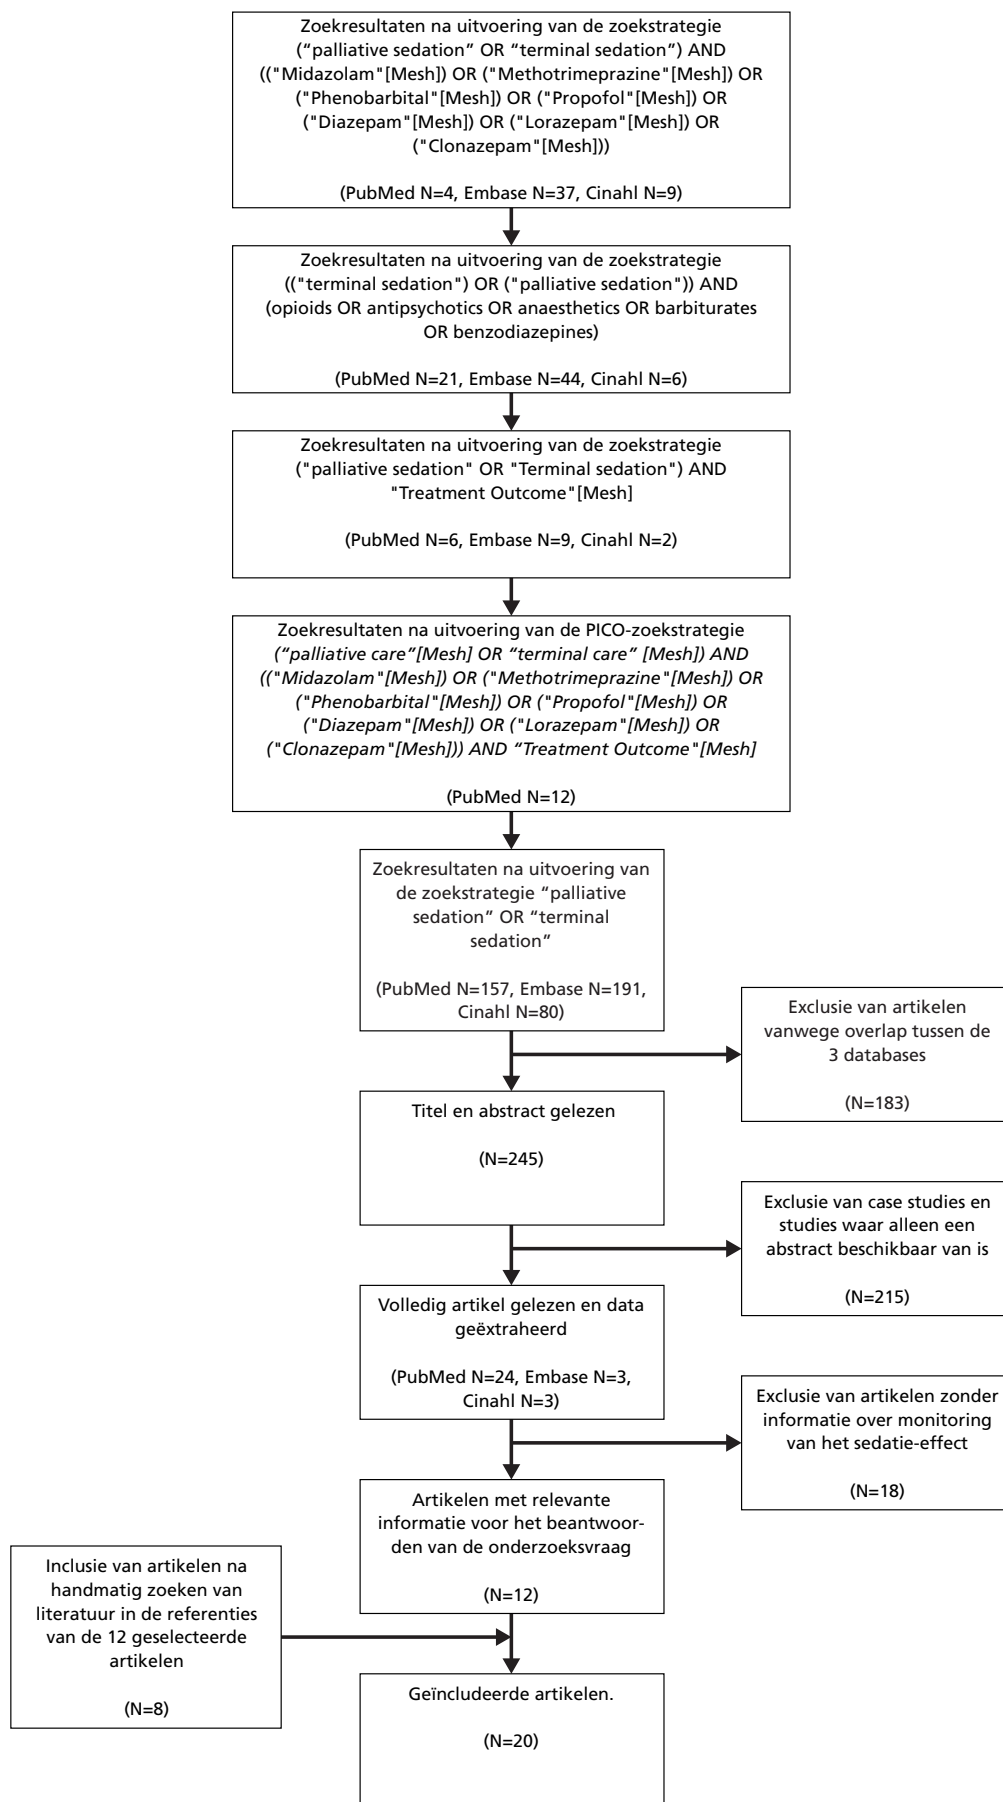 Zoekresultaten na uitvoering van de zoekstrategie
(“palliative sedation” OR “terminal sedation”) AND
(("Midazolam"[Mesh]) OR ("Methotrimeprazine"[Mesh]) OR
("Phenobarbital"[Mesh]) OR ("Propofol"[Mesh]) OR
("Diazepam"[Mesh]) OR ("Lorazepam"[Mesh]) OR
("Clonazepam"[Mesh]))
(PubMed N=4, Embase N=37, Cinahl N=9)
Zoekresultaten na uitvoering van de zoekstrategie
(("terminal sedation") OR ("palliative sedation")) AND
(opioids OR antipsychotics OR anaesthetics OR barbiturates
OR benzodiazepines)
(PubMed N=21, Embase N=44, Cinahl N=6)
Zoekresultaten na uitvoering van de zoekstrategie
("palliative sedation" OR "Terminal sedation") AND
"Treatment Outcome"[Mesh]
(PubMed N=6, Embase N=9, Cinahl N=2)
Zoekresultaten na uitvoering van de PICO-zoekstrategie
(“palliative care”[Mesh] OR “terminal care” [Mesh]) AND
(("Midazolam"[Mesh]) OR ("Methotrimeprazine"[Mesh]) OR
("Phenobarbital"[Mesh]) OR ("Propofol"[Mesh]) OR
("Diazepam"[Mesh]) OR ("Lorazepam"[Mesh]) OR
("Clonazepam"[Mesh])) AND “Treatment Outcome"[Mesh]
(PubMed N=12)
Zoekresultaten na uitvoering van
de zoekstrategie “palliative
sedation” OR “terminal
sedation”
(PubMed N=157, Embase N=191,
Cinahl N=80)
Exclusie van artikelen
vanwege overlap tussen de
3 databases
(N=183)
Titel en abstract gelezen
(N=245)
Exclusie van case studies en
studies waar alleen een
abstract beschikbaar van is
(N=215)
Volledig artikel gelezen en data
geëxtraheerd
(PubMed N=24, Embase N=3,
Cinahl N=3)
Exclusie van artikelen zonder
informatie over monitoring
van het sedatie-effect
(N=18)
Artikelen met relevante
informatie voor het beantwoor-
den van de onderzoeksvraag
(N=12)
Inclusie van artikelen na
handmatig zoeken van
literatuur in de referenties
van de 12 geselecteerde
artikelen
(N=8)
Geïncludeerde artikelen.
(N=20)